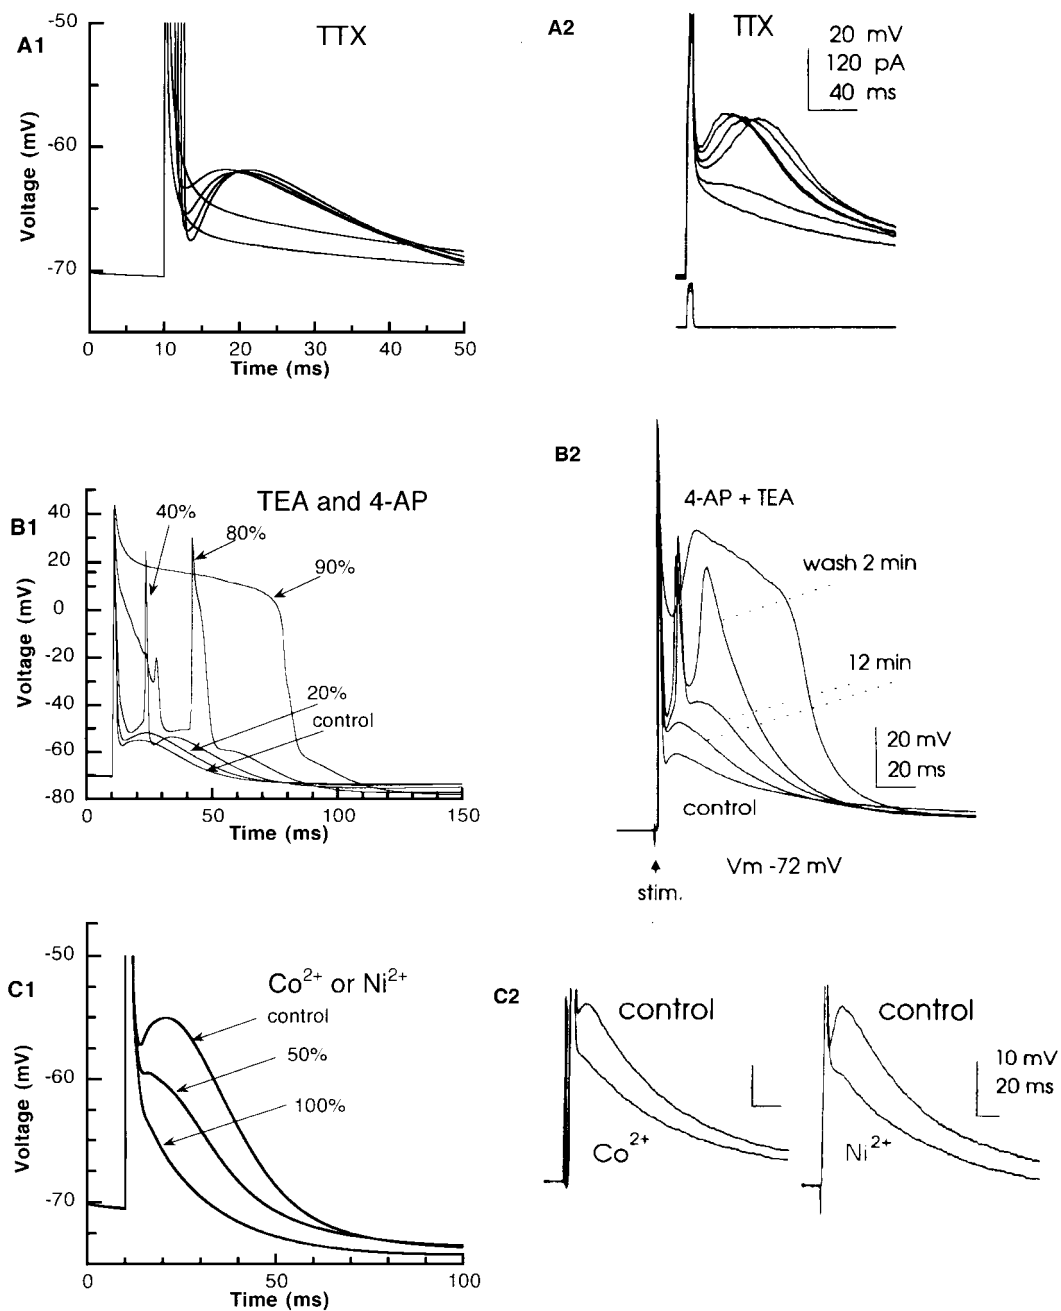 A1
TTX
-50
-60
-70
Voltage (mV)
0 10 20 30 40 50
Time (ms)
A2
TTX
20 mV
120 pA
40 ms
B1
TEA and 4-AP
40
20
0
-20
-40
-60
-80
Voltage (mV)
40%
80%
90%
20%
control
0 50 100 150
Time (ms)
B2
4-AP + TEA
wash 2 min
12 min
20 mV
20 ms
control
Vm -72 mV
stim.
C1
Co2+ or Ni2+
control
50%
100%
-50
-60
-70
Voltage (mV)
0 50 100
Time (ms)
C2
control
Co2+
control
Ni2+
10 mV
20 ms